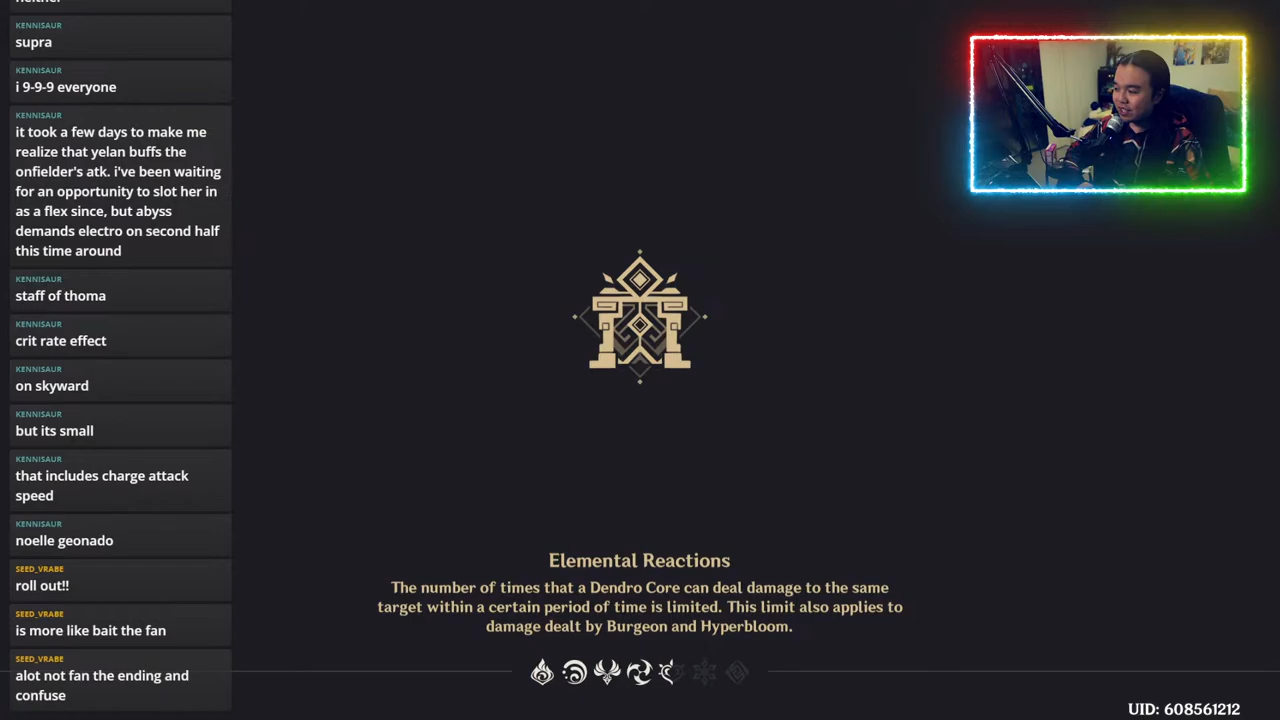 KENNISAUR
supra
KENNISAUR
i 9-9-9 everyone
KENNISAUR
it took a few days to make me
realize that yelan buffs the
onfielder's atk. i've been waiting
for an opportunity to slot her in
as a flex since, but abyss
demands electro on second half
this time around
KENNISAUR
staff of thoma
KENNISAUR
crit rate effect
KENNISAUR
on skyward
KENNISAUR
but its small
KENNISAUR
that includes charge attack
speed
KENNISAUR
noelle geonado
SEED_VRABE
roll out!!
SEED_VRABE
is more like bait the fan
SEED_VRABE
alot not fan the ending and
confuse
Elemental Reactions
The number of times that a Dendro Core can deal damage to the same
target within a certain period of time is limited. This limit also applies to
damage dealt by Burgeon and Hyperbloom.
UID: 608561212